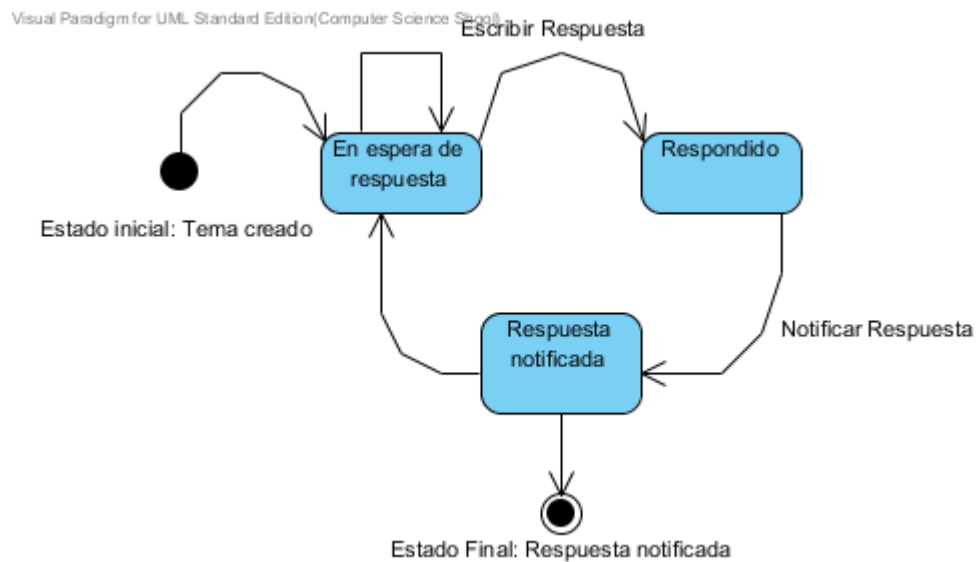 Visual Paradigm for UML Standard Edition(Computer Science School)
Escribir Respuesta
En espera de
respuesta
Respondido
Estado inicial: Tema creado
Respuesta
notificada
Notificar Respuesta
Estado Final: Respuesta notificada